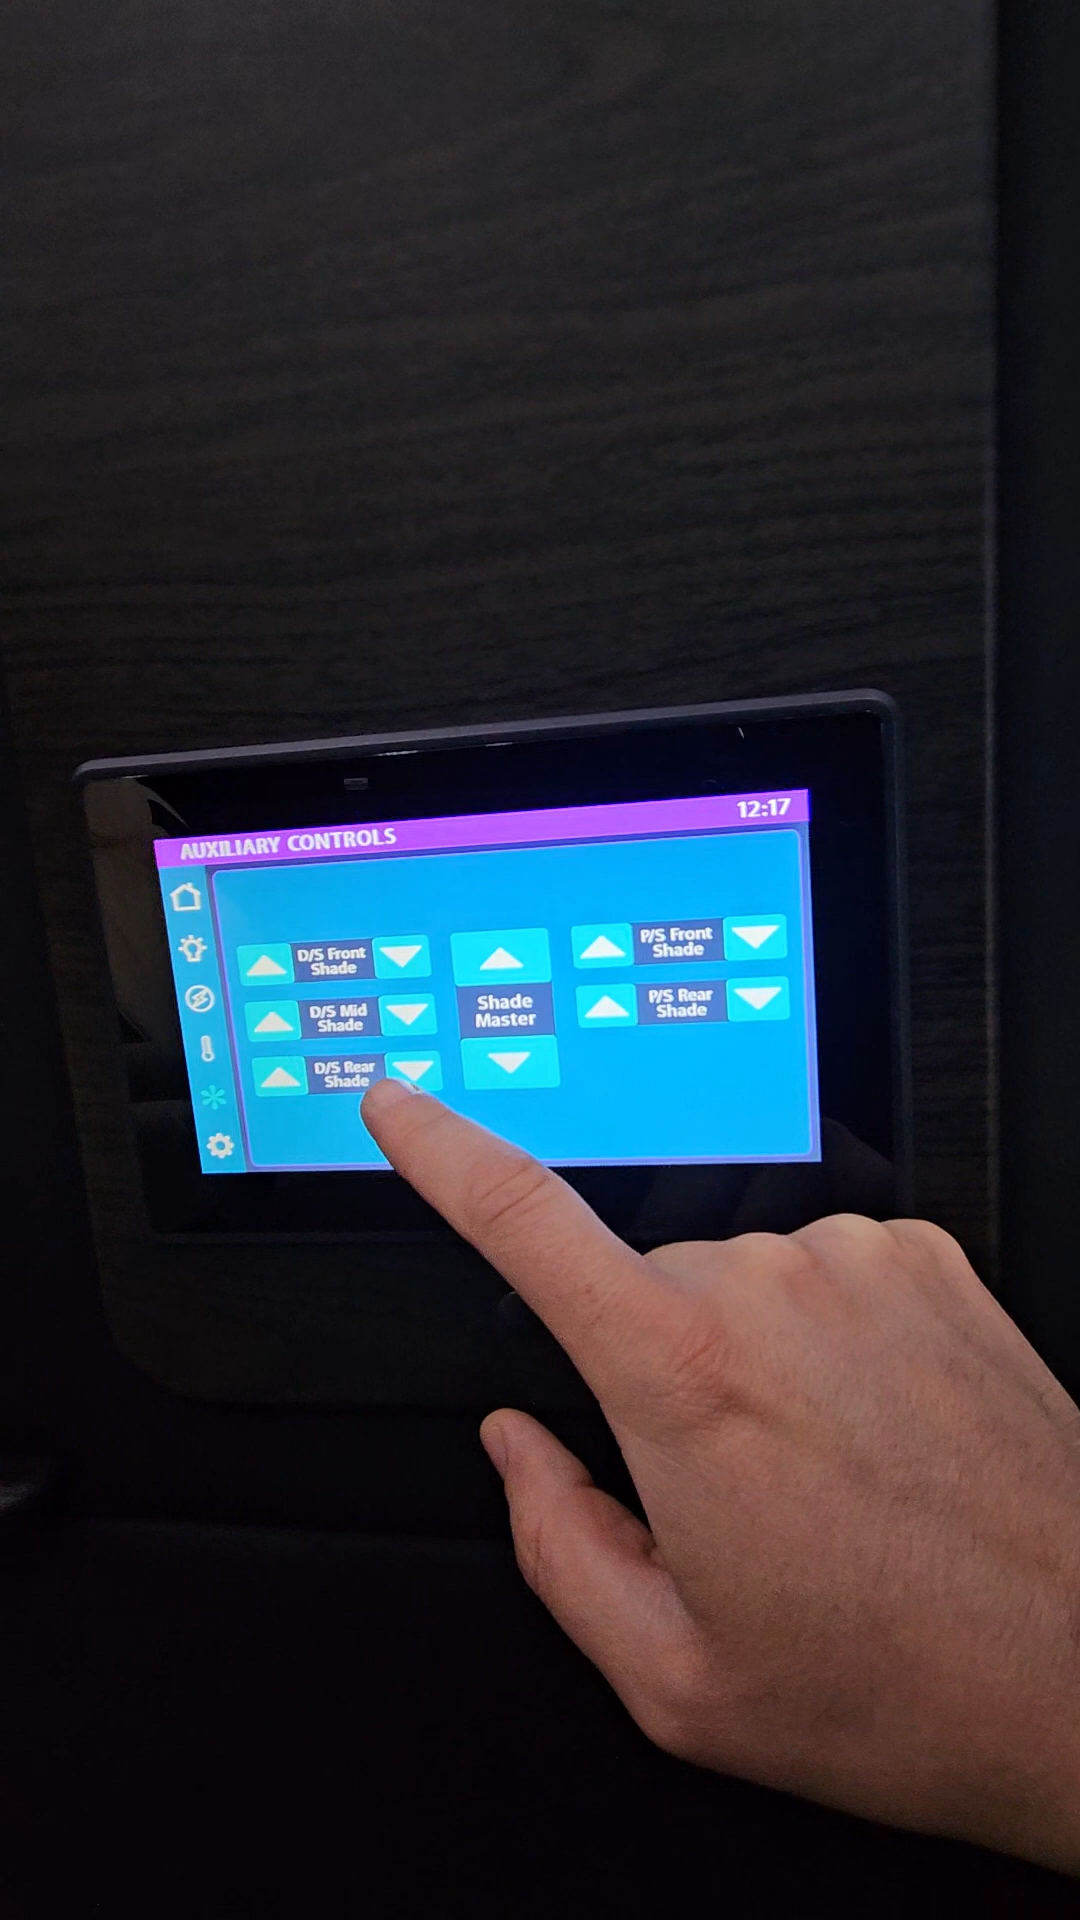 AUXILIARY CONTROLS
12:17
D/S Front
Shade
D/S Mid
Shade
D/S Rear
Shade
Shade
Master
P/S Front
Shade
P/S Rear
Shade